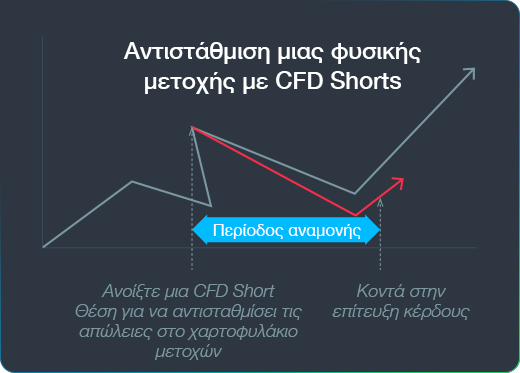 Αντιστάθμιση μιας φυσικής
μετοχής με CFD Shorts
Περίοδος αναμονής
Ανοίξτε μια CFD Short
Θέση για να αντισταθμίσει τις
απώλειες στο χαρτοφυλάκιο
μετοχών
Κοντά στην
επίτευξη κέρδους